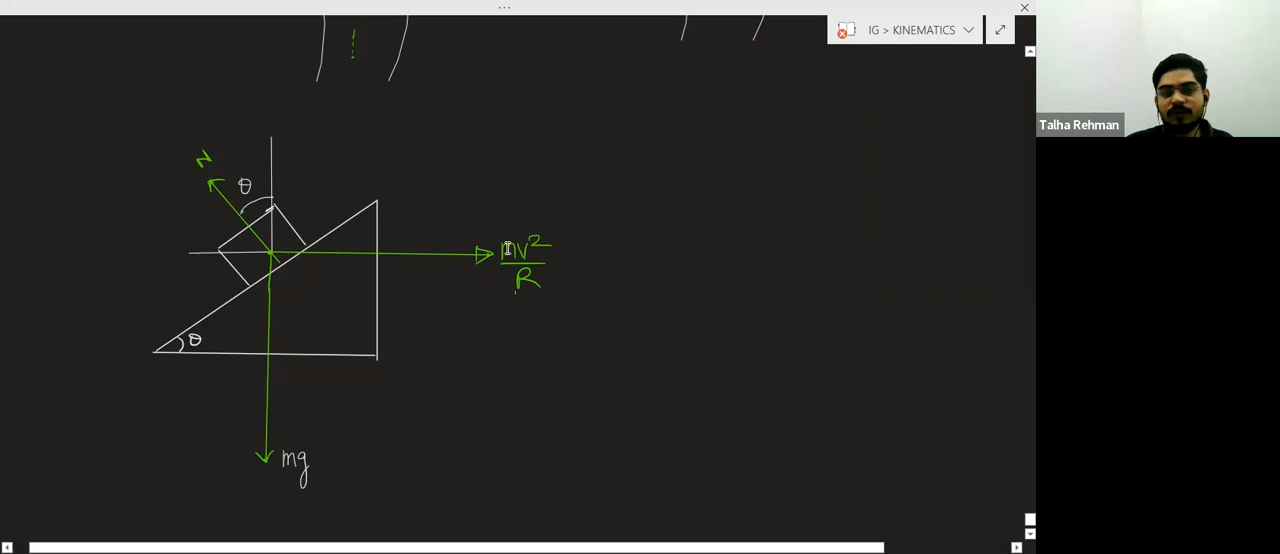 IG > KINEMATICS
Talha Rehman
N
θ
mv²
R
θ
mg